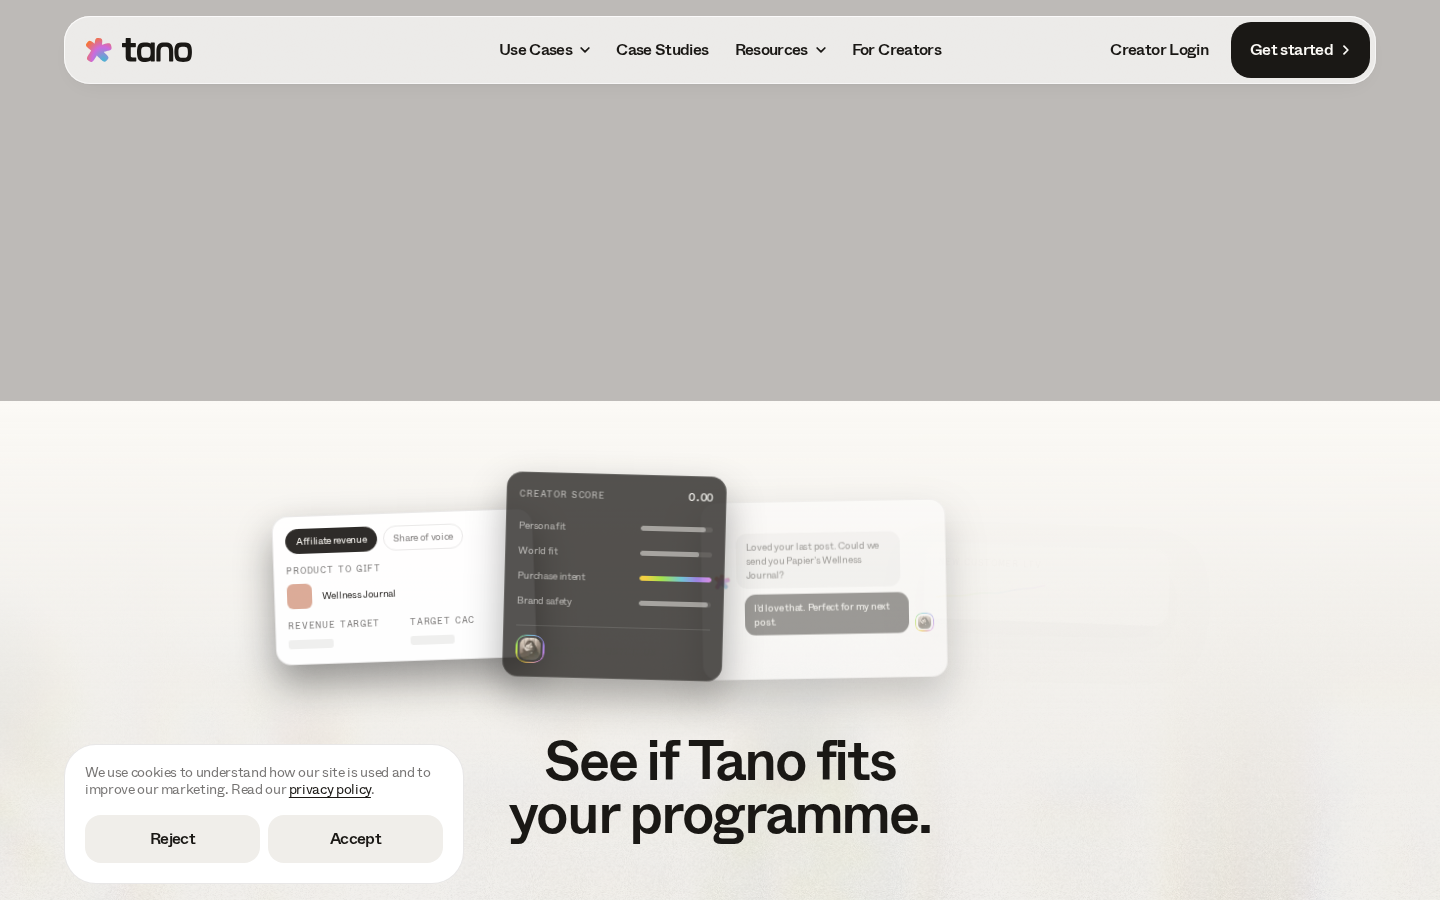 tano
Use Cases
Case Studies
Resources
For Creators
Creator Login
Get started
Affiliate revenue
Share of voice
PRODUCT TO GIFT
Wellness Journal
REVENUE TARGET
TARGET CAC
CREATOR SCORE
0.00
Persona fit
World fit
Purchase intent
Brand safety
Loved your last post. Could we
send you Papier's Wellness
Journal?
I'd love that. Perfect for my next
post.
See if Tano fits
your programme.
We use cookies to understand how our site is used and to
improve our marketing. Read our privacy policy.
Reject
Accept